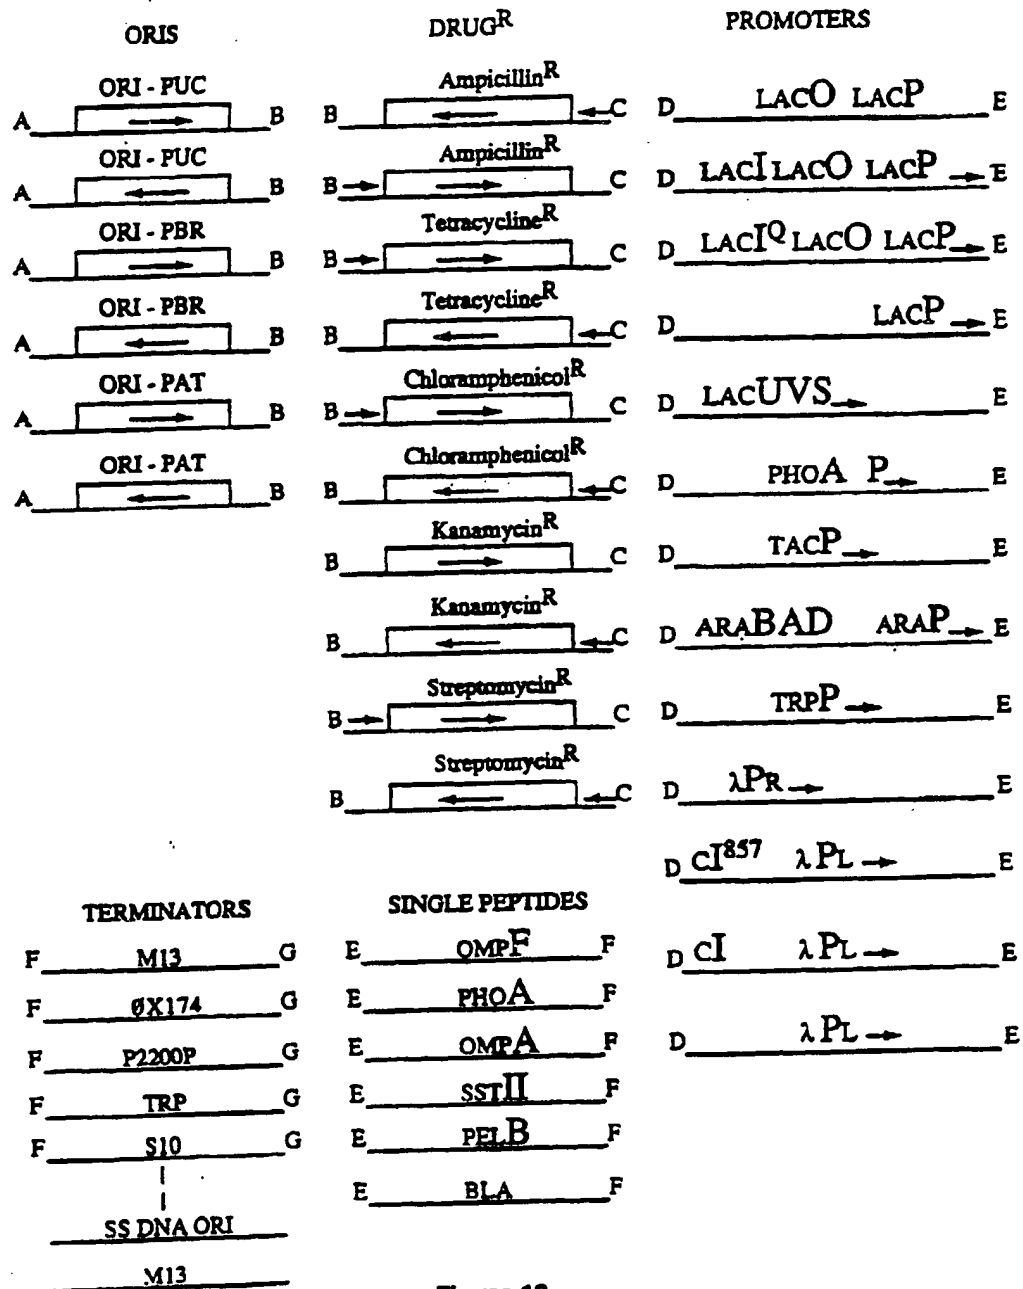 ORIS
ORI - PUC
A B
ORI - PUC
A B
ORI - PBR
A B
ORI - PBR
A B
ORI - PAT
A B
ORI - PAT
A B
DRUGR
AmpicillinR
B C
AmpicillinR
B C
TetracyclineR
B C
TetracyclineR
B C
ChloramphenicolR
B C
ChloramphenicolR
B C
KanamycinR
B C
KanamycinR
B C
StreptomycinR
B C
StreptomycinR
B C
PROMOTERS
D LACO LACP E
D LACI LACO LACP E
D LACIQ LACO LACP E
D LACP E
D LACUVS E
D PHOA P E
D TACP E
D ARABAD ARAP E
D TRPP E
D λPR E
D CI857 λPL E
D CI λPL E
D λPL E
TERMINATORS
F M13 G
F ØX174 G
F P2200P G
F TRP G
F S10 G
SS DNA ORI
M13
SINGLE PEPTIDES
E OMPF F
E PHOA F
E OMPA F
E SSTII F
E PELB F
E BLA F